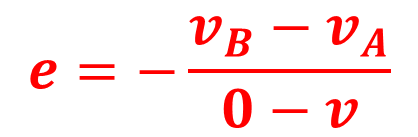 e = − (v_B − v_A) / (0 − v)